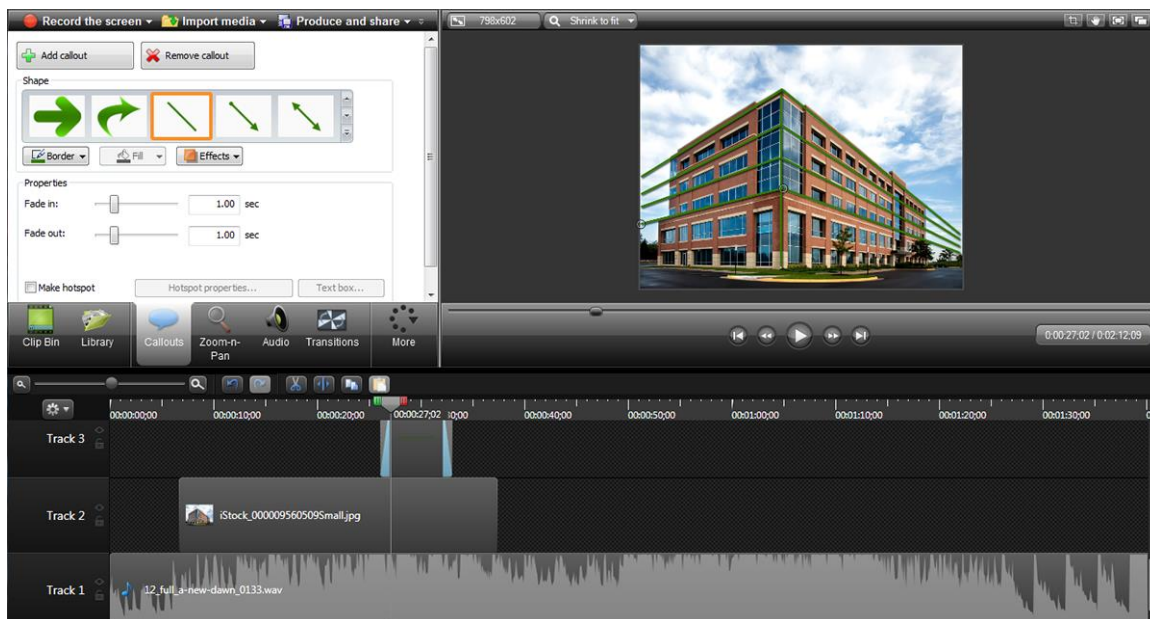 Record the screen Import media Produce and share 798x602 Shrink to fit
Add callout Remove callout
Shape
Border Fill Effects
Properties
Fade in: 1.00 sec
Fade out: 1.00 sec
Make hotspot Hotspot properties... Text box...
Clip Bin Library Callouts Zoom-n-Pan Audio Transitions More
0:00:27;02 / 0:02:12;09
00:00:00;00 00:00:10;00 00:00:20;00 00:00:27;02 0;00 00:00:40;00 00:00:50;00 00:01:00;00 00:01:10;00 00:01:20;00 00:01:30;00
Track 3
Track 2 iStock_000009560509Small.jpg
Track 1 12_full_a-new-dawn_0133.wav